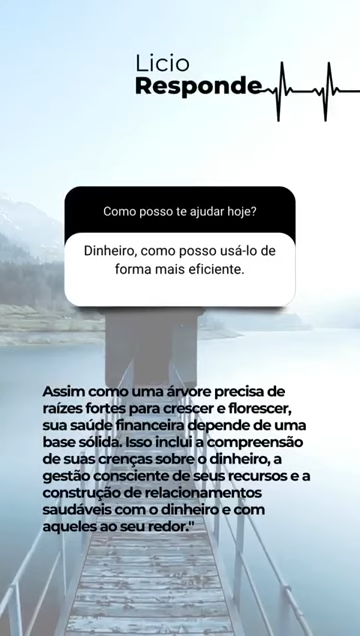 Licio
Responde
Como posso te ajudar hoje?
Dinheiro, como posso usá-lo de
forma mais eficiente.
Assim como uma árvore precisa de
raízes fortes para crescer e florescer,
sua saúde financeira depende de uma
base sólida. Isso inclui a compreensão
de suas crenças sobre o dinheiro, a
gestão consciente de seus recursos e a
construção de relacionamentos
saudáveis com o dinheiro e com
aqueles ao seu redor."